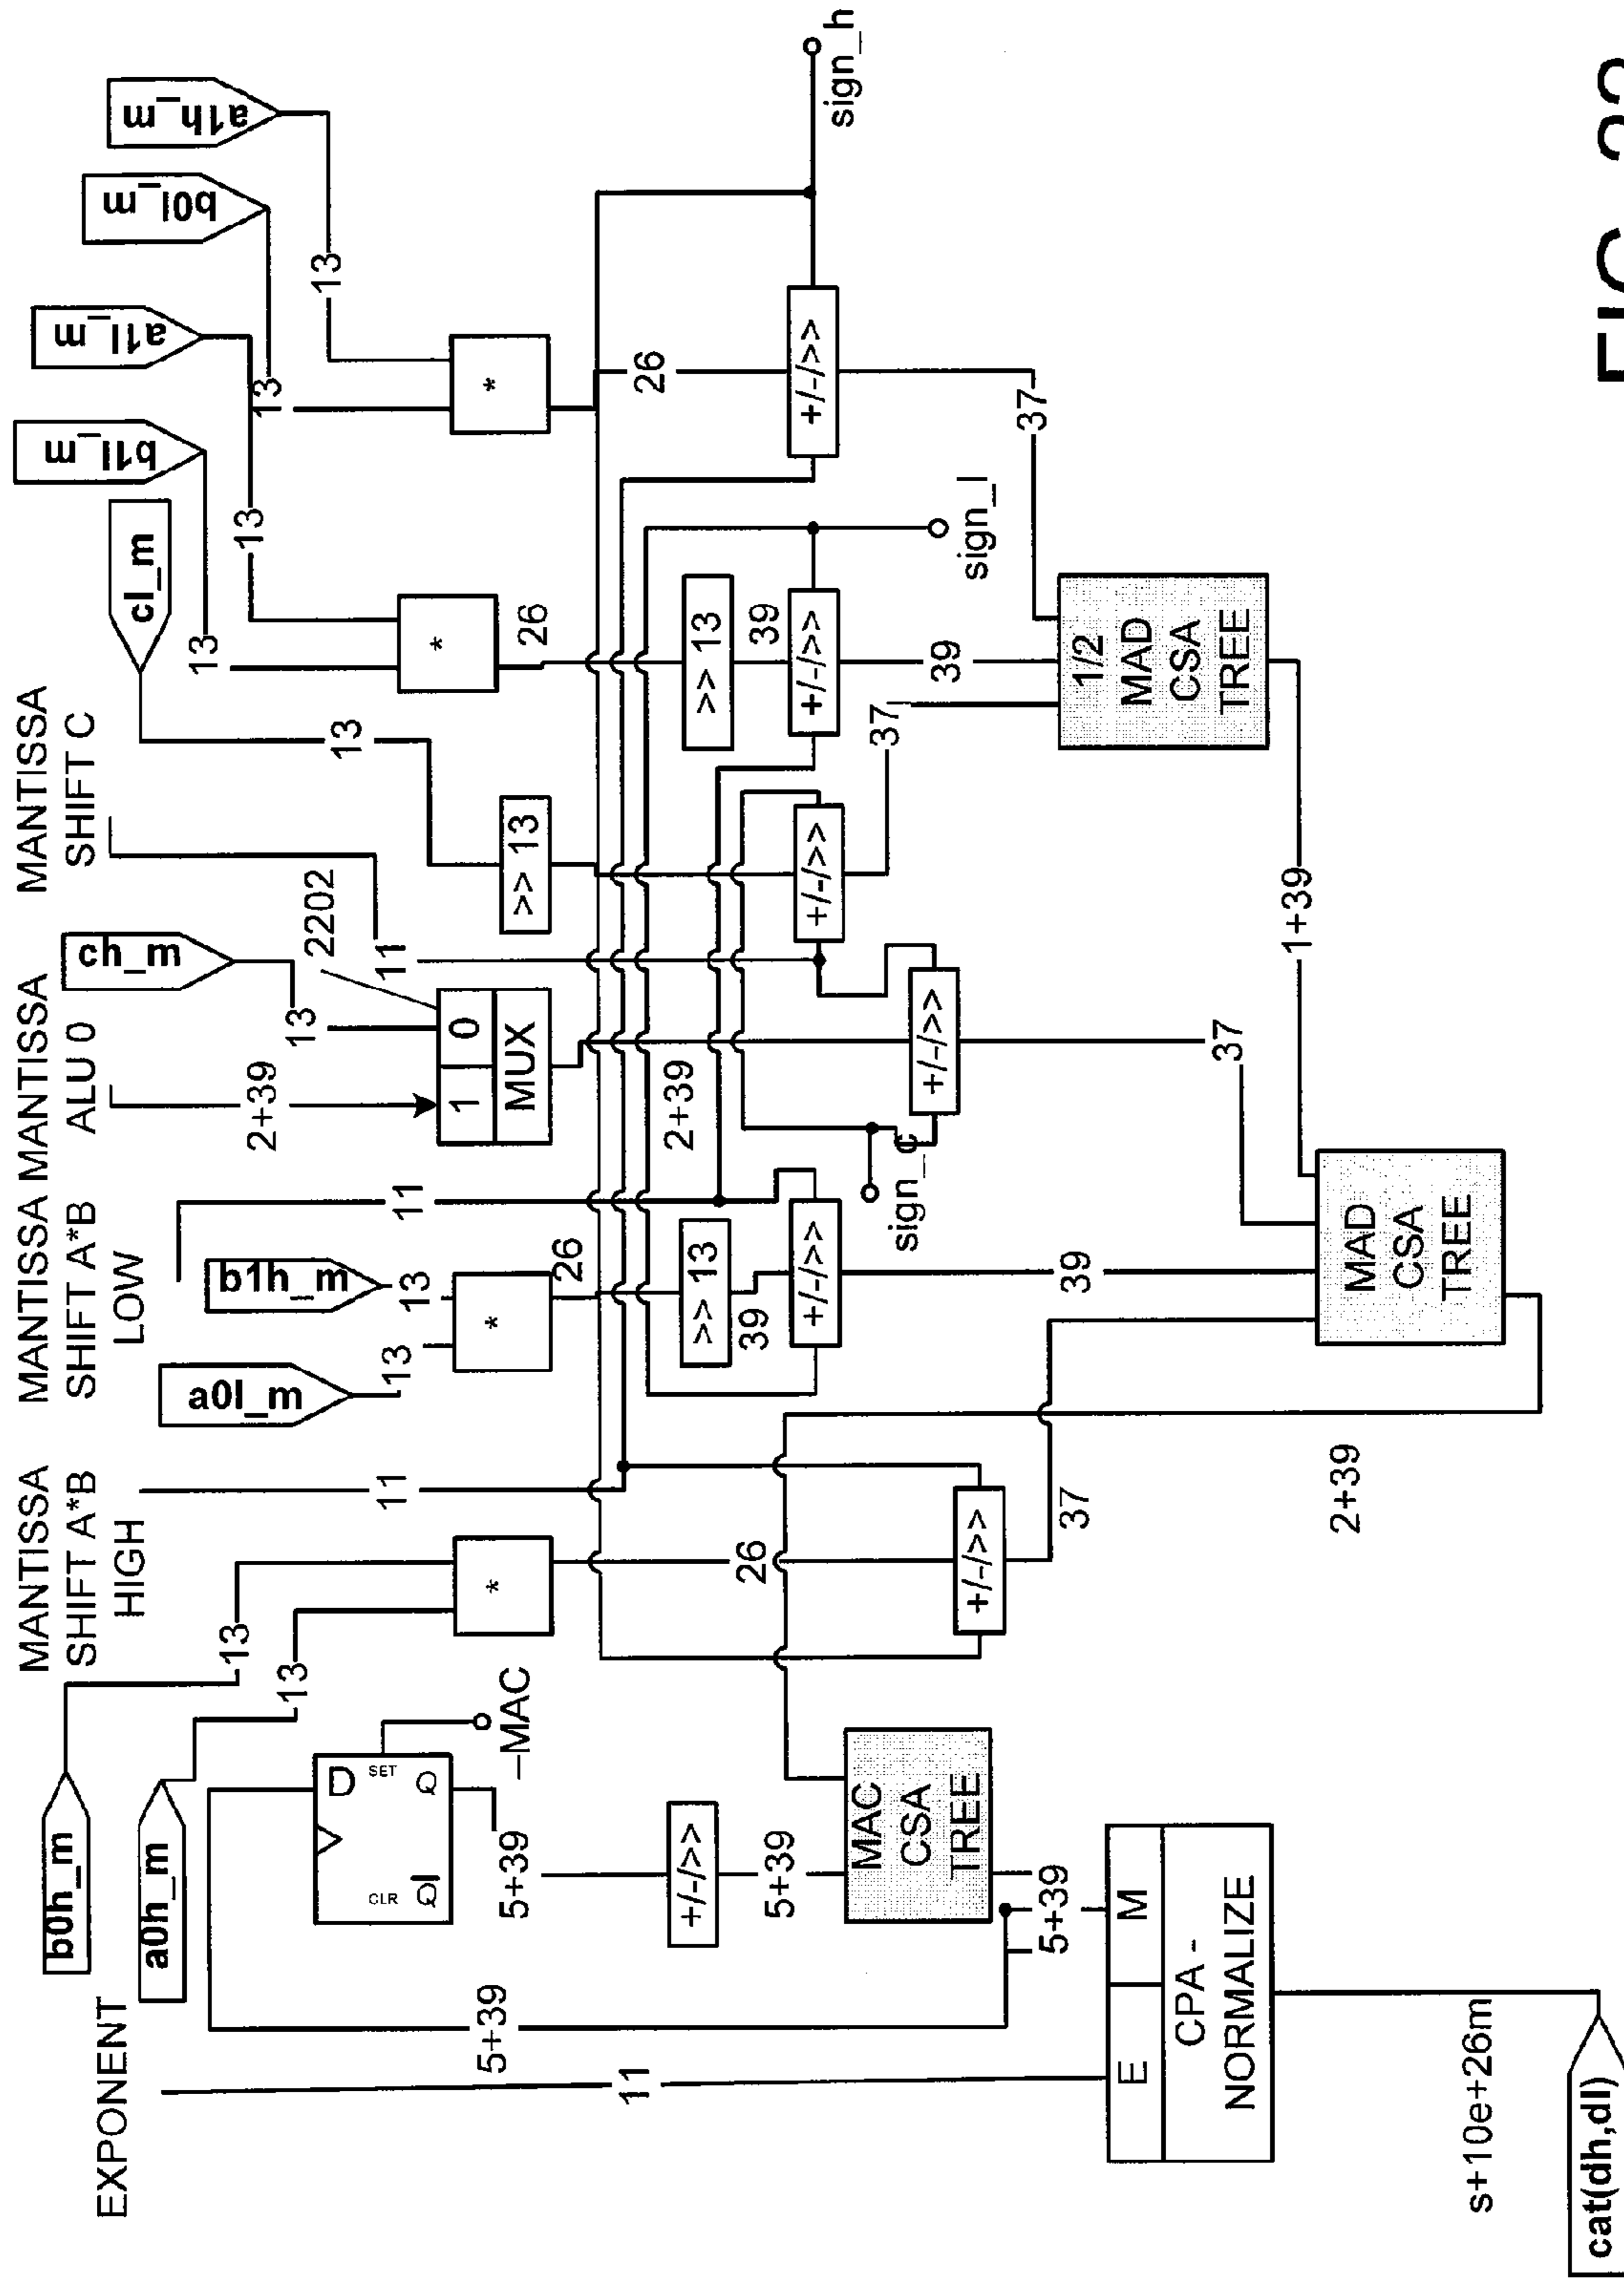 MANTISSA
SHIFT C
MANTISSA
ALU 0
MANTISSA
SHIFT A*B
LOW
MANTISSA
SHIFT A*B
HIGH
EXPONENT
a1h_m
b0l_m
a1l_m
b1l_m
cl_m
ch_m
b1h_m
a0l_m
b0h_m
a0h_m
13
13
13
13
13
13
2202
11
2+39
11
13
13
11
13
13
1
0
MUX
*
*
*
*
26
26
26
26
>> 13
>> 13
>> 13
39
39
2+39
+/-/>>
+/-/>>
+/-/>>
+/-/>>
+/-/>>
+/-/>>
+/-/>>
sign_h
sign_l
sign_c
37
39
37
37
39
37
1/2
MAD
CSA
TREE
1+39
MAD
CSA
TREE
2+39
D
SET
Q
CLR
Q
–MAC
5+39
5+39
5+39
MAC
CSA
TREE
5+39
11
E
M
CPA -
NORMALIZE
s+10e+26m
cat(dh,dl)